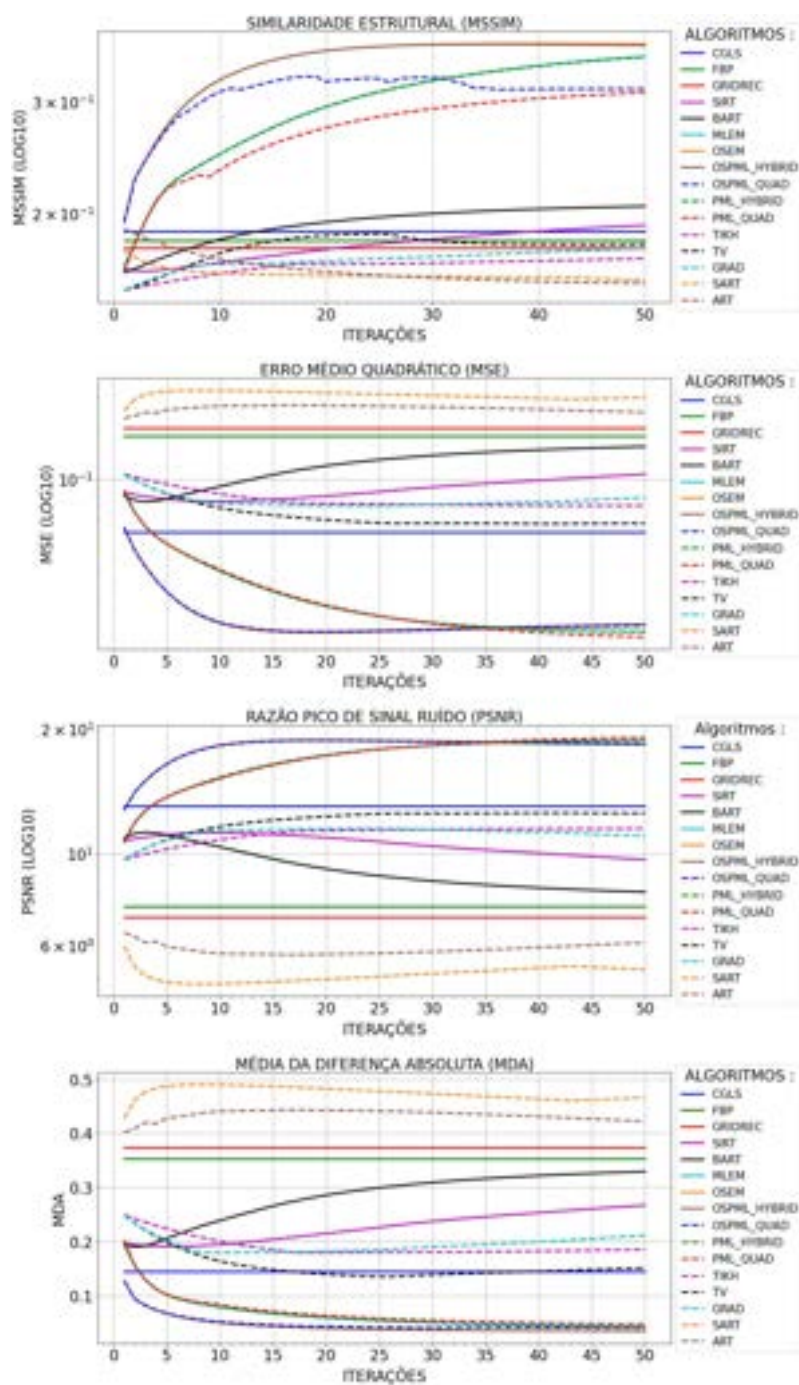 SIMILARIDADE ESTRUTURAL (MSSIM)
MSSIM (LOG10)
3 × 10⁻¹
2 × 10⁻¹
0 5 10 15 20 25 30 35 40 45 50
ITERAÇÕES
ALGORITMOS :
CGLS
FBP
GRIDREC
SIRT
BART
MLEM
OSEM
OSPML_HYBRID
OSPML_QUAD
PML_HYBRID
PML_QUAD
TIKH
TV
GRAD
SART
ART
ERRO MÉDIO QUADRÁTICO (MSE)
MSE (LOG10)
10⁻¹
0 5 10 15 20 25 30 35 40 45 50
ITERAÇÕES
ALGORITMOS :
CGLS
FBP
GRIDREC
SIRT
BART
MLEM
OSEM
OSPML_HYBRID
OSPML_QUAD
PML_HYBRID
PML_QUAD
TIKH
TV
GRAD
SART
ART
RAZÃO PICO DE SINAL RUÍDO (PSNR)
PSNR (LOG10)
2 × 10¹
10¹
6 × 10⁰
0 5 10 15 20 25 30 35 40 45 50
ITERAÇÕES
Algoritmos :
CGLS
FBP
GRIDREC
SIRT
BART
MLEM
OSEM
OSPML_HYBRID
OSPML_QUAD
PML_HYBRID
PML_QUAD
TIKH
TV
GRAD
SART
ART
MÉDIA DA DIFERENÇA ABSOLUTA (MDA)
MDA
0.5
0.4
0.3
0.2
0.1
0 5 10 15 20 25 30 35 40 45 50
ITERAÇÕES
ALGORITMOS :
CGLS
FBP
GRIDREC
SIRT
BART
MLEM
OSEM
OSPML_HYBRID
OSPML_QUAD
PML_HYBRID
PML_QUAD
TIKH
TV
GRAD
SART
ART